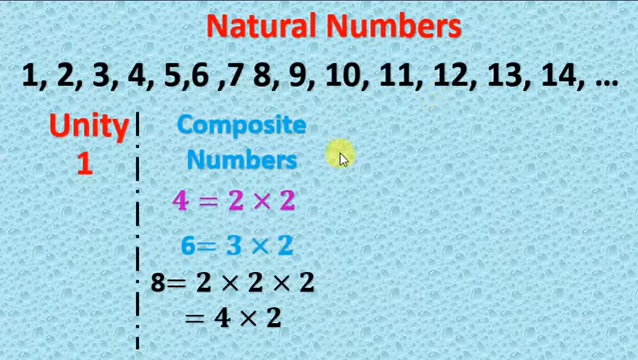 Natural Numbers
1, 2, 3, 4, 5,6 ,7 8, 9, 10, 11, 12, 13, 14, ...
Unity
1
Composite
Numbers
4 = 2 × 2
6= 3 × 2
8= 2 × 2 × 2
= 4 × 2